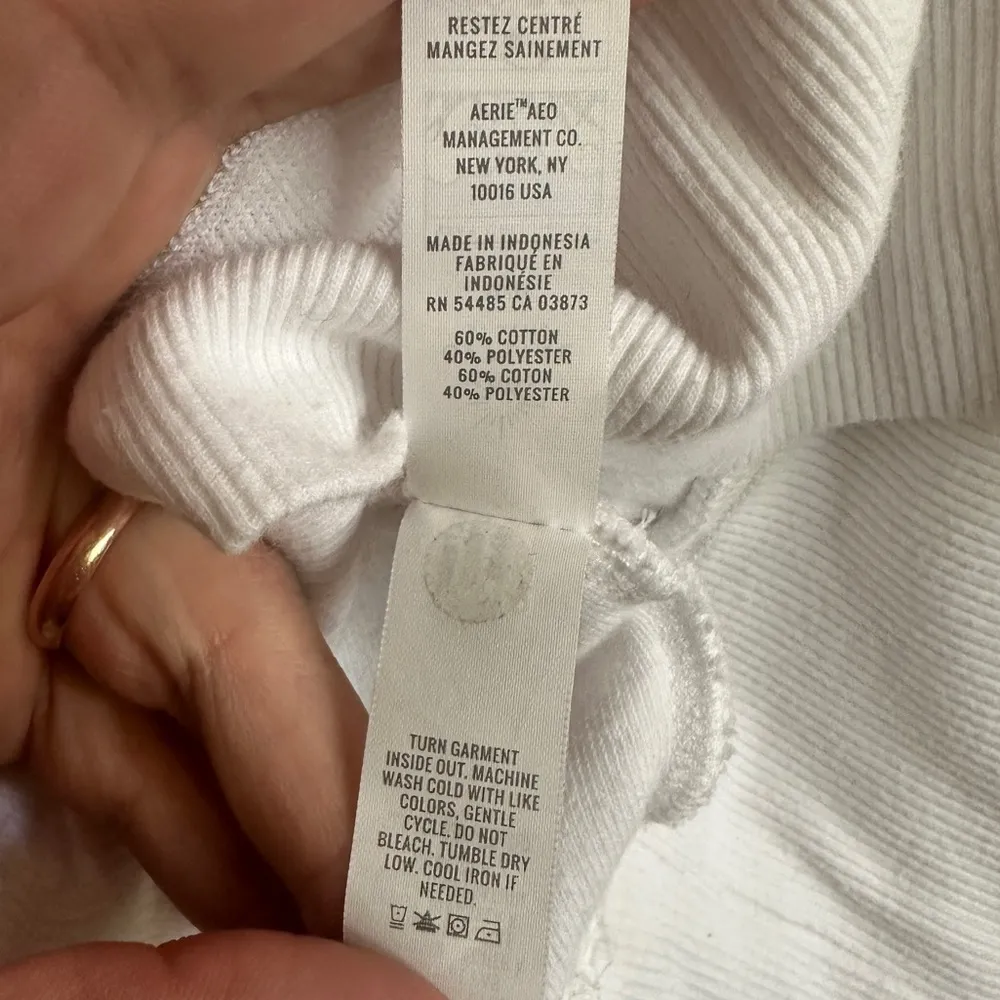 RESTEZ CENTRÉ
MANGEZ SAINEMENT
AERIE™AEO
MANAGEMENT CO.
NEW YORK, NY
10016 USA
MADE IN INDONESIA
FABRIQUÉ EN
INDONÉSIE
RN 54485 CA 03873
60% COTTON
40% POLYESTER
60% COTON
40% POLYESTER
TURN GARMENT
INSIDE OUT. MACHINE
WASH COLD WITH LIKE
COLORS, GENTLE
CYCLE. DO NOT
BLEACH. TUMBLE DRY
LOW. COOL IRON IF
NEEDED.